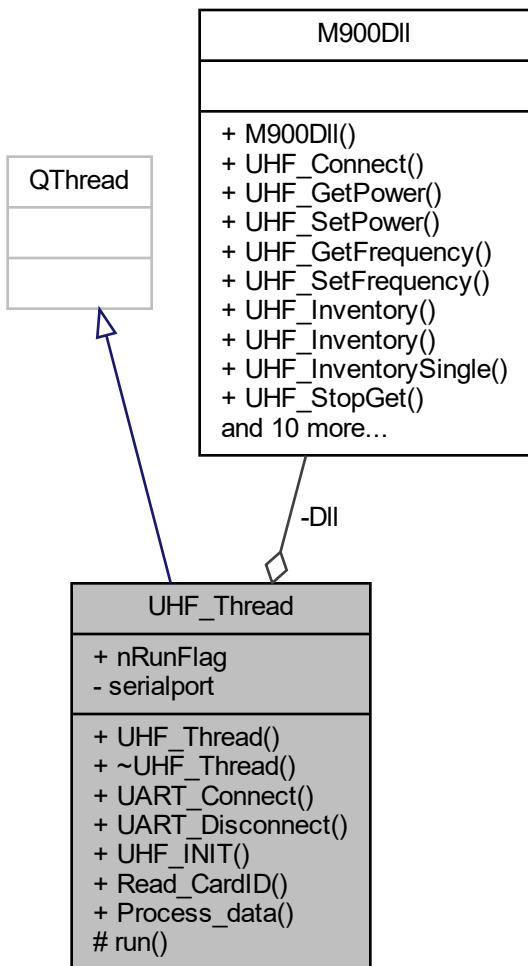 M900Dll
+ M900Dll()
+ UHF_Connect()
+ UHF_GetPower()
+ UHF_SetPower()
+ UHF_GetFrequency()
+ UHF_SetFrequency()
+ UHF_Inventory()
+ UHF_Inventory()
+ UHF_InventorySingle()
+ UHF_StopGet()
and 10 more...
QThread
-Dll
UHF_Thread
+ nRunFlag
- serialport
+ UHF_Thread()
+ ~UHF_Thread()
+ UART_Connect()
+ UART_Disconnect()
+ UHF_INIT()
+ Read_CardID()
+ Process_data()
# run()